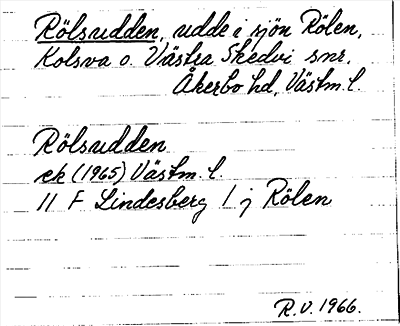 Rölsudden, udde i sjön Rölen,
Kolsva o. Västra Skedvi snr,
Åkerbo hd, Västm. l.
Rölsudden
ek (1965) Västm. l.
11 F Lindesberg 1 j Rölen
R.V. 1966.